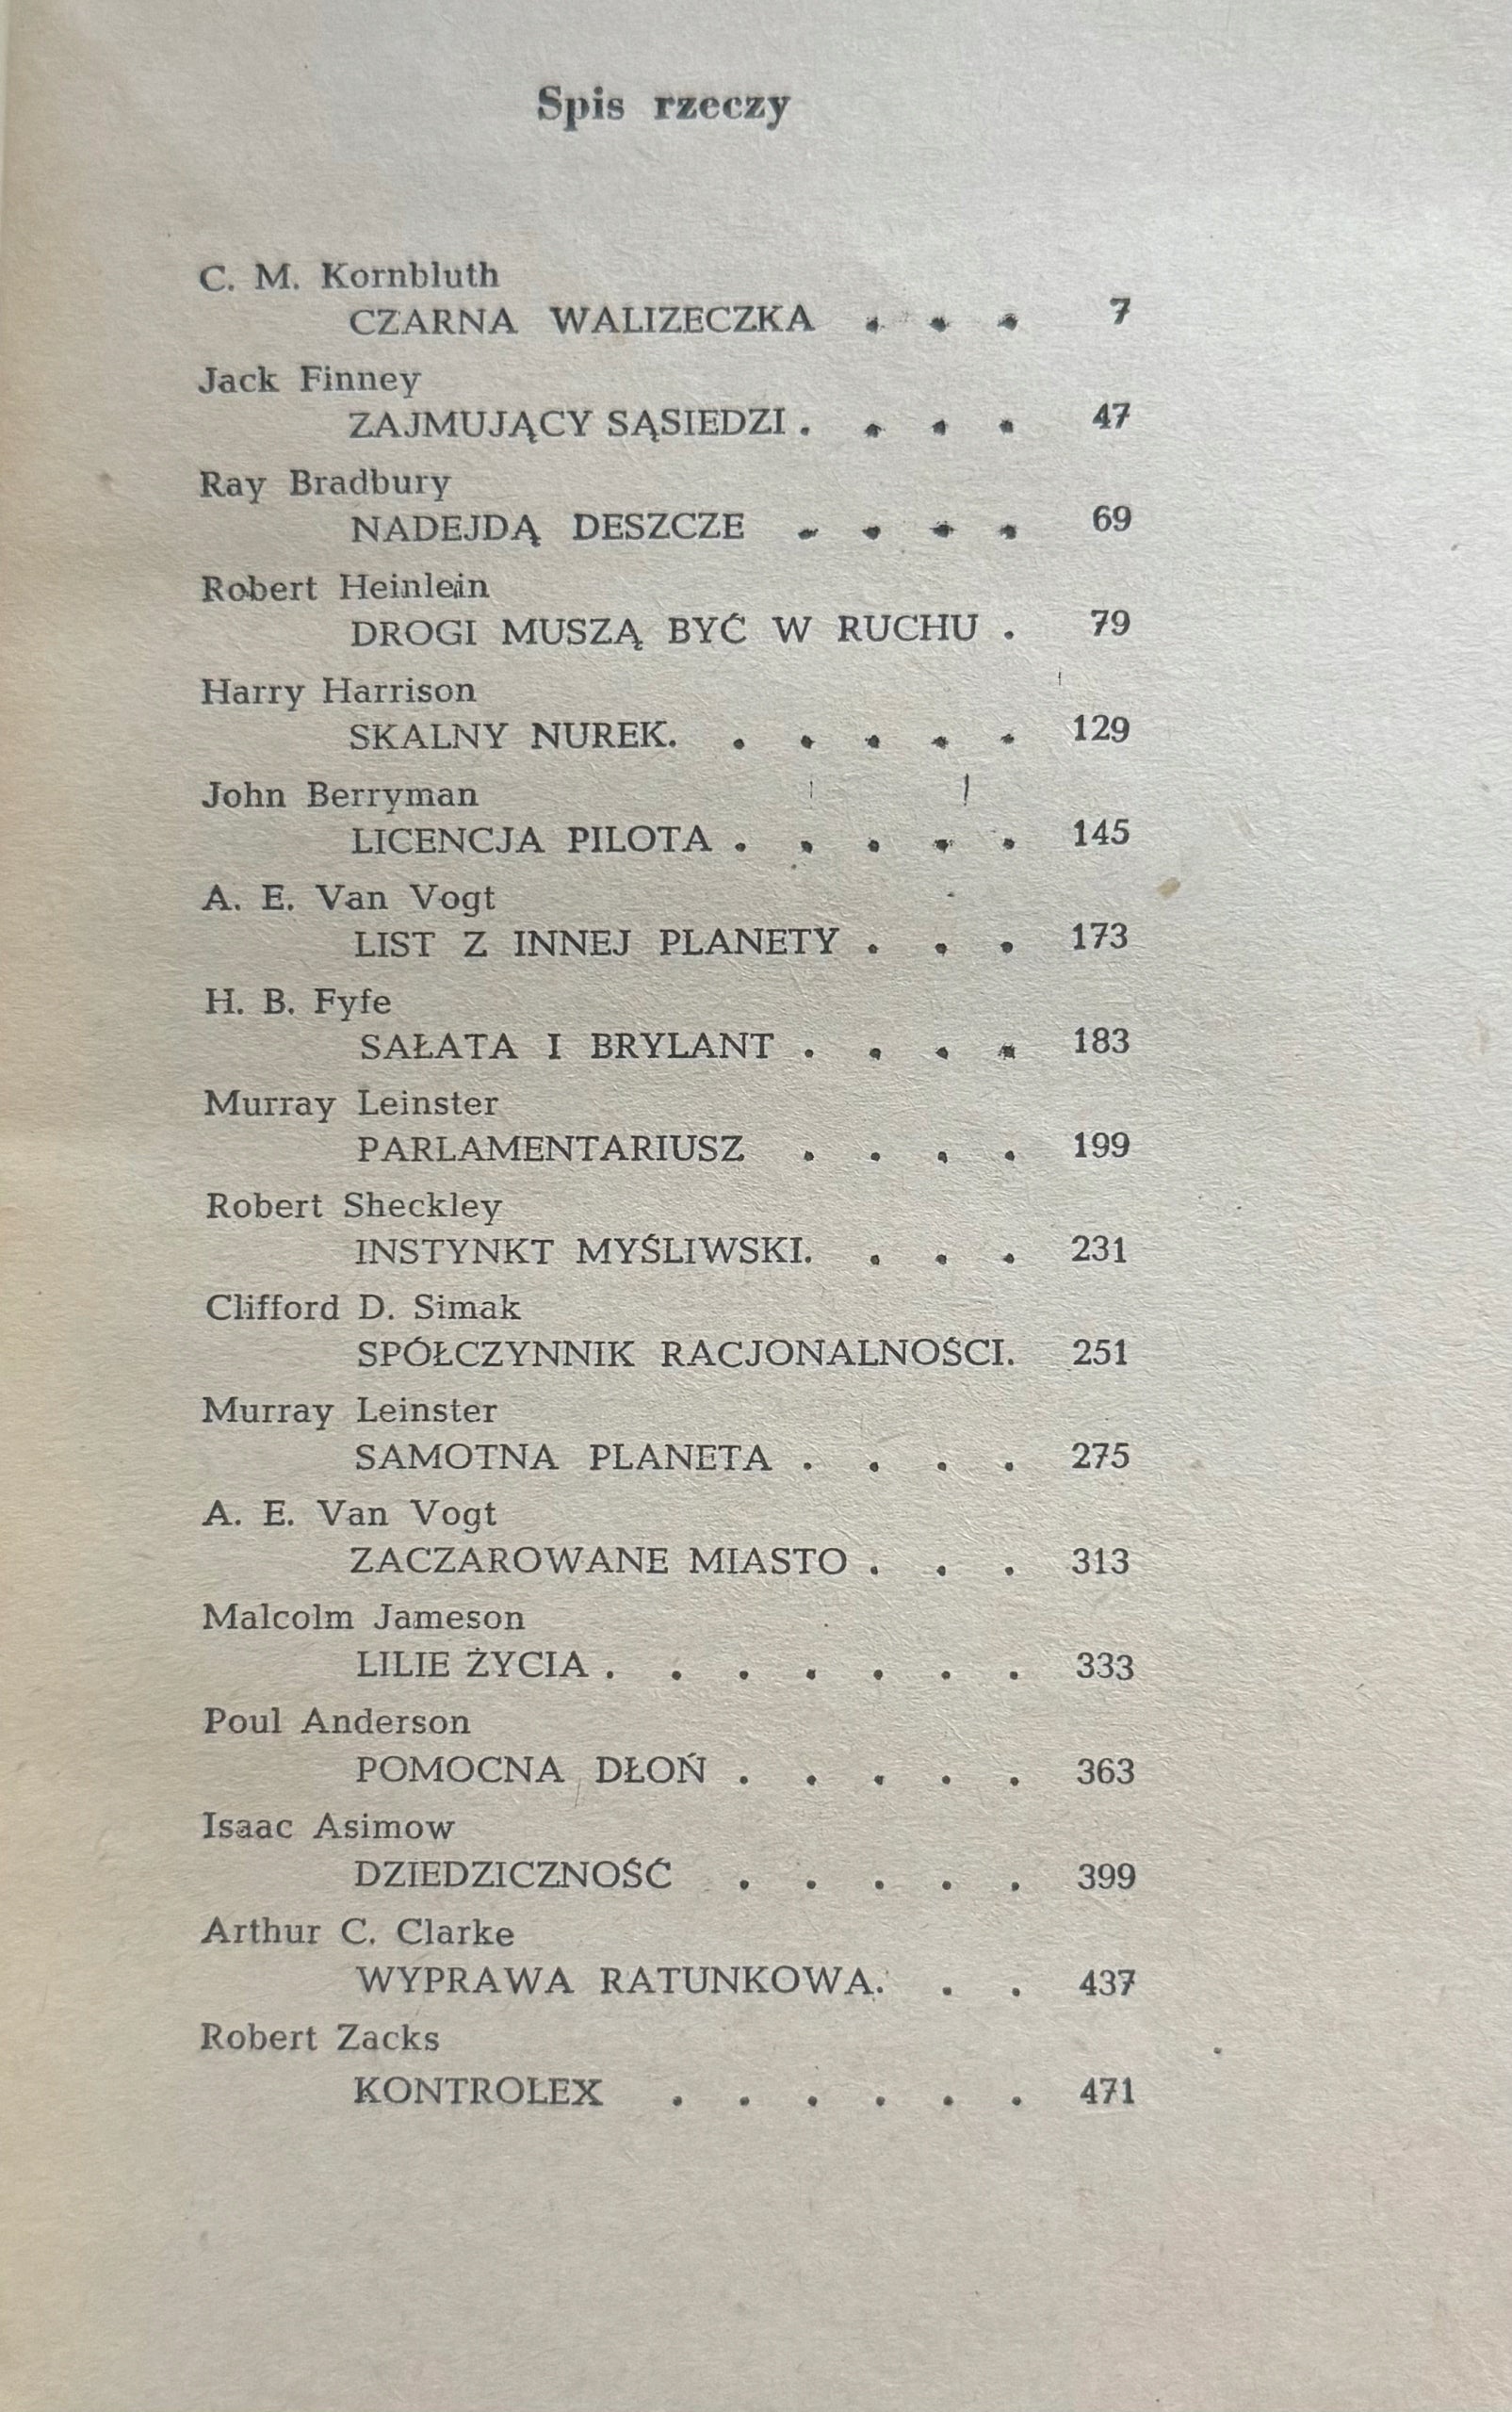 Spis rzeczy
C. M. Kornbluth
CZARNA WALIZECZKA . . . 7
Jack Finney
ZAJMUJĄCY SĄSIEDZI . . . . 47
Ray Bradbury
NADEJDĄ DESZCZE . . . . 69
Robert Heinlein
DROGI MUSZĄ BYĆ W RUCHU . 79
Harry Harrison
SKALNY NUREK. . . . . . 129
John Berryman
LICENCJA PILOTA . . . . . 145
A. E. Van Vogt
LIST Z INNEJ PLANETY . . . 173
H. B. Fyfe
SAŁATA I BRYLANT . . . . 183
Murray Leinster
PARLAMENTARIUSZ . . . . 199
Robert Sheckley
INSTYNKT MYŚLIWSKI. . . . 231
Clifford D. Simak
SPÓŁCZYNNIK RACJONALNOŚCI. 251
Murray Leinster
SAMOTNA PLANETA . . . . 275
A. E. Van Vogt
ZACZAROWANE MIASTO . . . 313
Malcolm Jameson
LILIE ŻYCIA . . . . . . . 333
Poul Anderson
POMOCNA DŁOŃ . . . . . 363
Isaac Asimow
DZIEDZICZNOŚĆ . . . . . 399
Arthur C. Clarke
WYPRAWA RATUNKOWA. . . 437
Robert Zacks
KONTROLEX . . . . . . 471